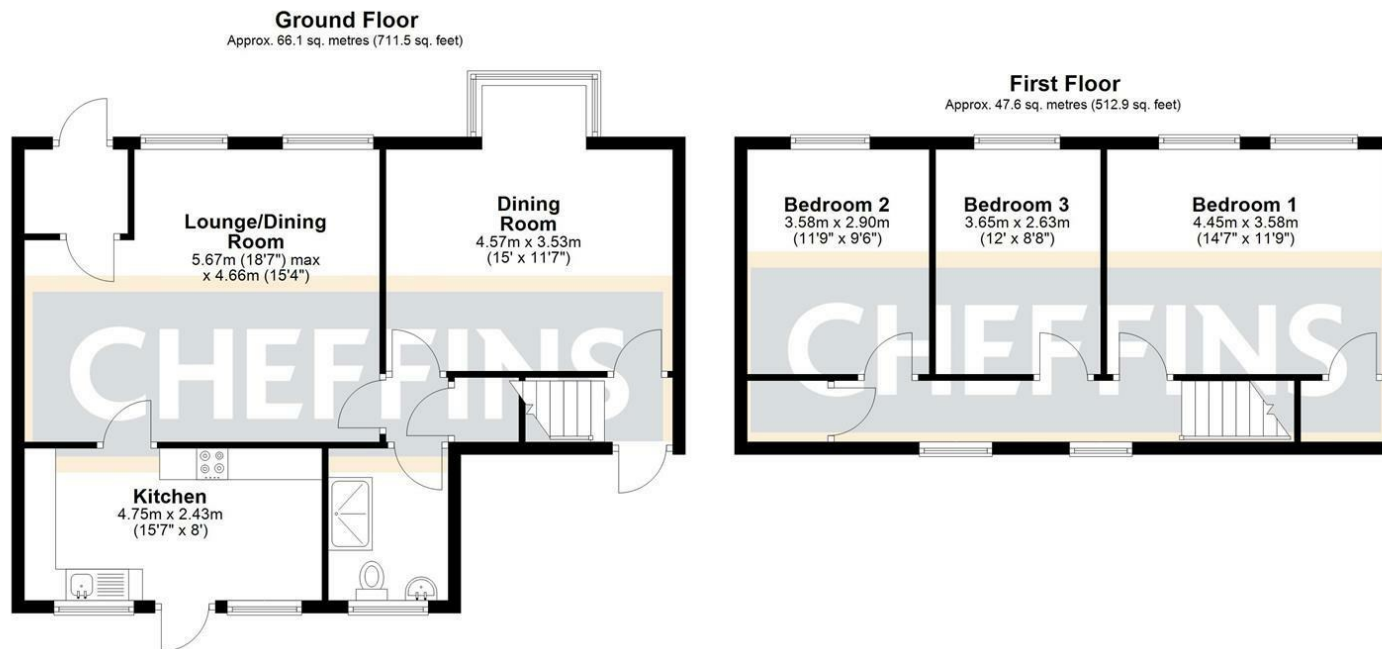 Ground Floor
Approx. 66.1 sq. metres (711.5 sq. feet)
Lounge/Dining
Room
5.67m (18'7") max
x 4.66m (15'4")
Dining
Room
4.57m x 3.53m
(15' x 11'7")
CHEFFINS
Kitchen
4.75m x 2.43m
(15'7" x 8')
First Floor
Approx. 47.6 sq. metres (512.9 sq. feet)
Bedroom 2
3.58m x 2.90m
(11'9" x 9'6")
Bedroom 3
3.65m x 2.63m
(12' x 8'8")
Bedroom 1
4.45m x 3.58m
(14'7" x 11'9")
CHEFFINS